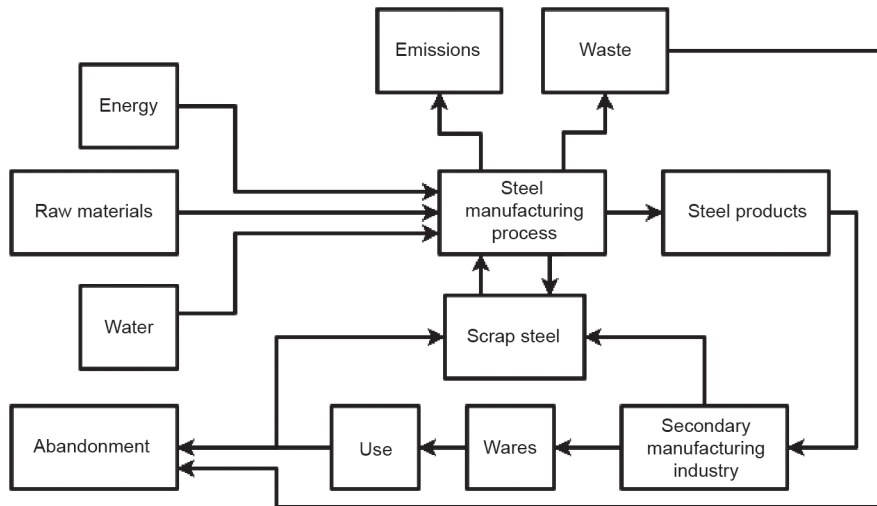 Emissions
Waste
Energy
Raw materials
Steel
manufacturing
process
Steel products
Water
Scrap steel
Abandonment
Use
Wares
Secondary
manufacturing
industry